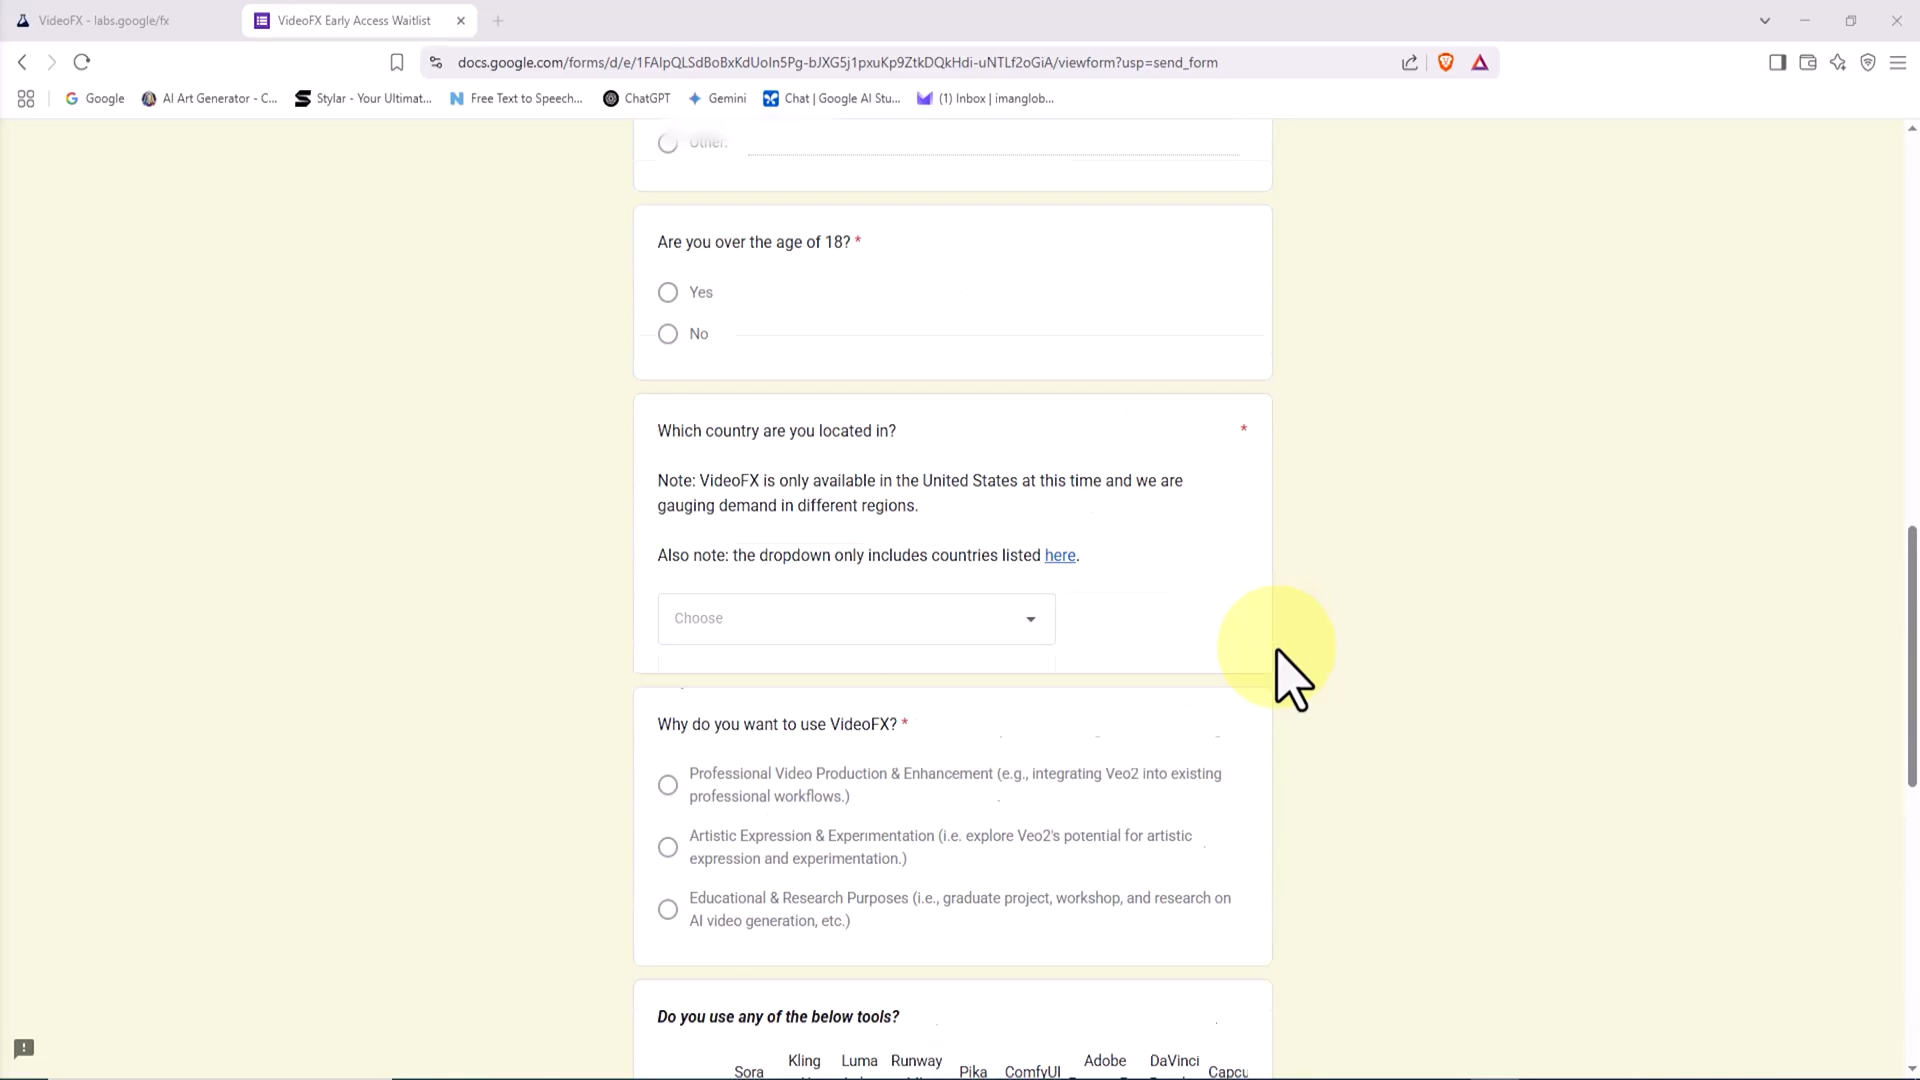 VideoFX - labs.google/fx
VideoFX Early Access Waitlist
docs.google.com/forms/d/e/1FAIpQLSdBoBxKdUoIn5Pg-bJXG5j1pxuKp9ZtkDQkHdi-uNTLf2oGiA/viewform?usp=send_form
Google
AI Art Generator - C...
Stylar - Your Ultimat...
Free Text to Speech...
ChatGPT
Gemini
Chat | Google AI Stu...
(1) Inbox | imanglob...
Other:
Are you over the age of 18? *
Yes
No
Which country are you located in? *
Note: VideoFX is only available in the United States at this time and we are
gauging demand in different regions.
Also note: the dropdown only includes countries listed here.
Choose
Why do you want to use VideoFX? *
Professional Video Production & Enhancement (e.g., integrating Veo2 into existing
professional workflows.)
Artistic Expression & Experimentation (i.e. explore Veo2's potential for artistic
expression and experimentation.)
Educational & Research Purposes (i.e., graduate project, workshop, and research on
AI video generation, etc.)
Do you use any of the below tools?
Kling Luma Runway Adobe DaVinci
Sora Pika ComfyUI Capcu